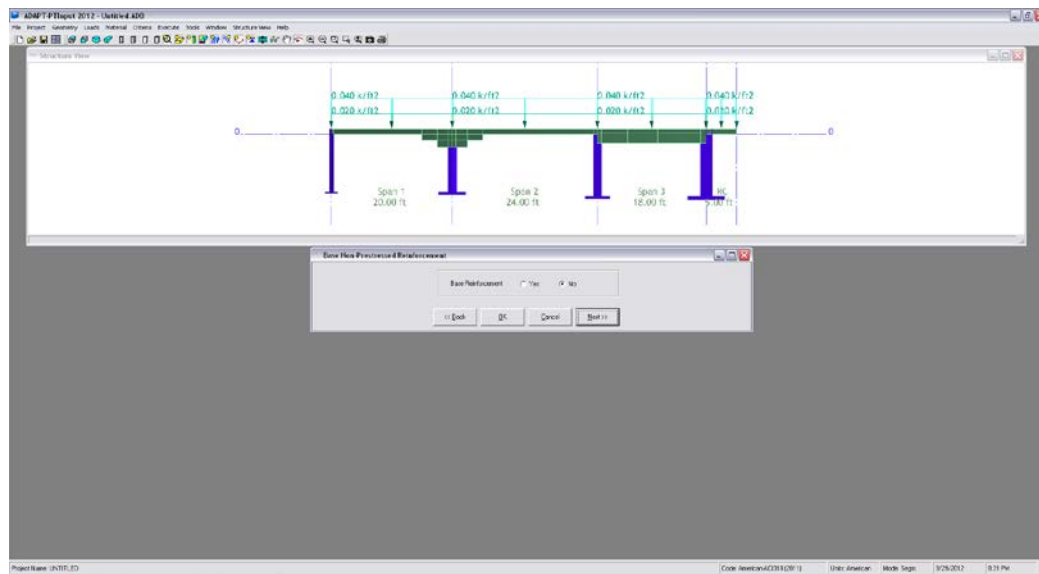 ADAPT-PTInput 2012 - Untitled.ADB
File Project Geometry Loads Material Criteria Execute Tools Window Structure View Help
Structure View
0.040 k/ft2 0.040 k/ft2 0.040 k/ft2 0.040 k/ft2
0.020 k/ft2 0.020 k/ft2 0.020 k/ft2 0.020 k/ft2
0 0
Span 1 Span 2 Span 3 RC
20.00 ft 24.00 ft 18.00 ft 5.00 ft
Base Non-Prestressed Reinforcement
Base Reinforcement Yes No
<< Back OK Cancel Next >>
Project Name: UNTITLED Code: American-ACI318 (2011) Units: American Mode: Segm. 9/28/2012 8:31 PM